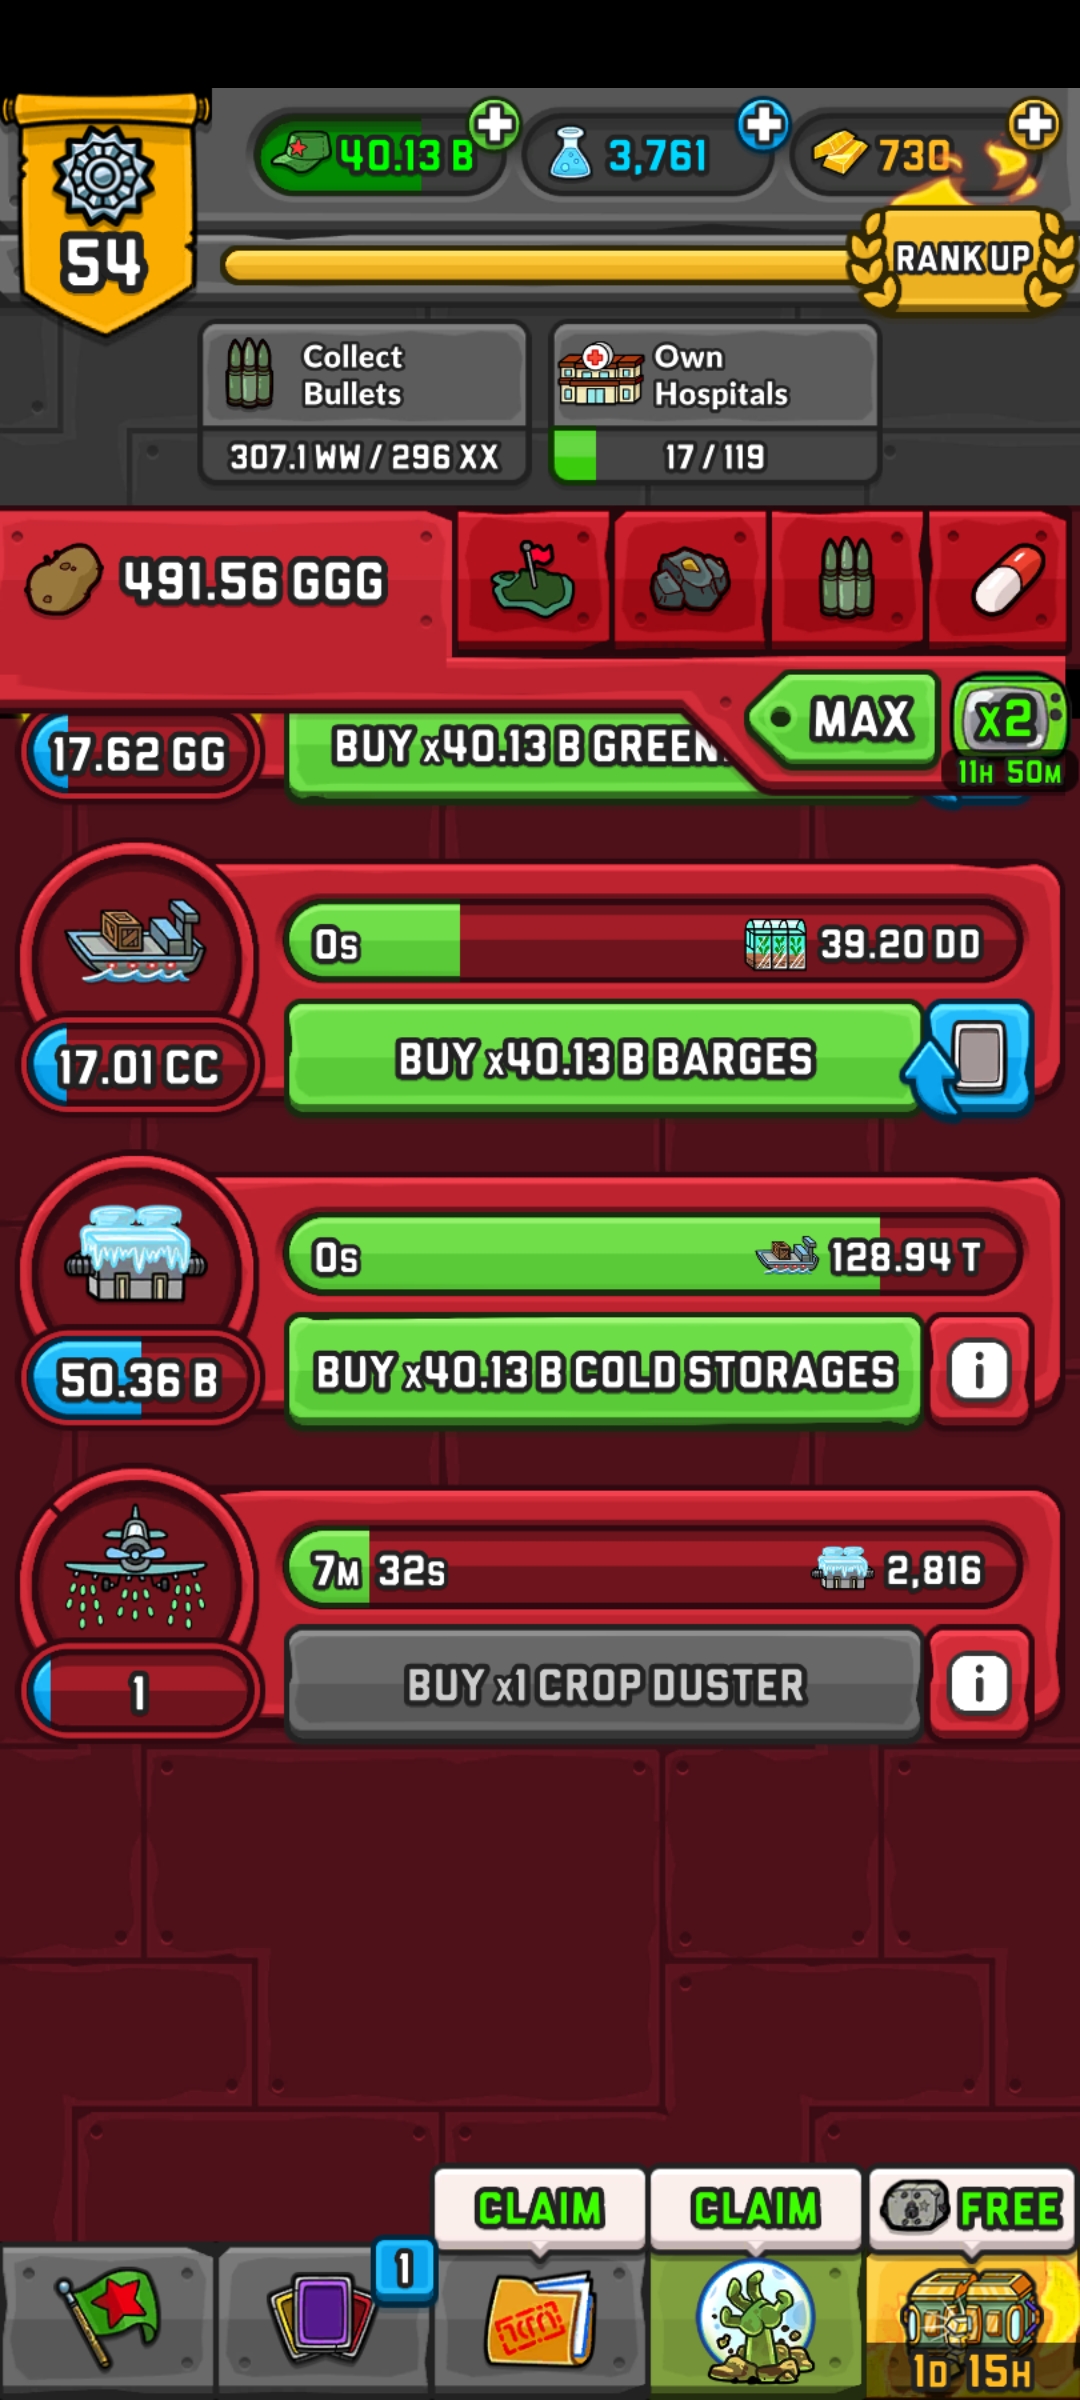 40.13 B
3,761
730
54
RANK UP
Collect
Bullets
307.1 WW / 296 XX
Own
Hospitals
17 / 119
491.56 GGG
MAX
x2
11H 50M
17.62 GG
BUY x40.13 B GREEN
0s
39.20 DD
17.01 CC
BUY x40.13 B BARGES
0s
128.94 T
50.36 B
BUY x40.13 B COLD STORAGES
i
7M 32s
2,816
1
BUY x1 CROP DUSTER
i
CLAIM
CLAIM
FREE
1
1D 15H